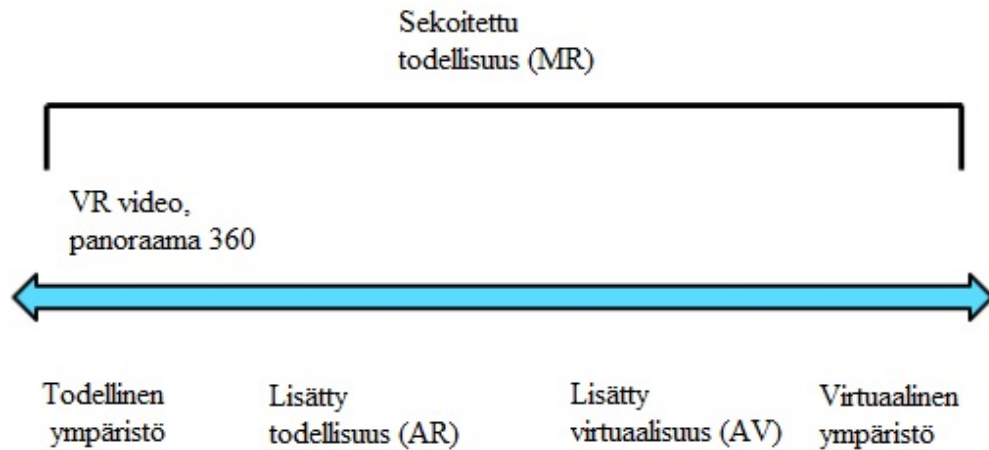 Sekoitettu
todellisuus (MR)
VR video,
panoraama 360
Todellinen
ympäristö
Lisätty
todellisuus (AR)
Lisätty
virtuaalisuus (AV)
Virtuaalinen
ympäristö